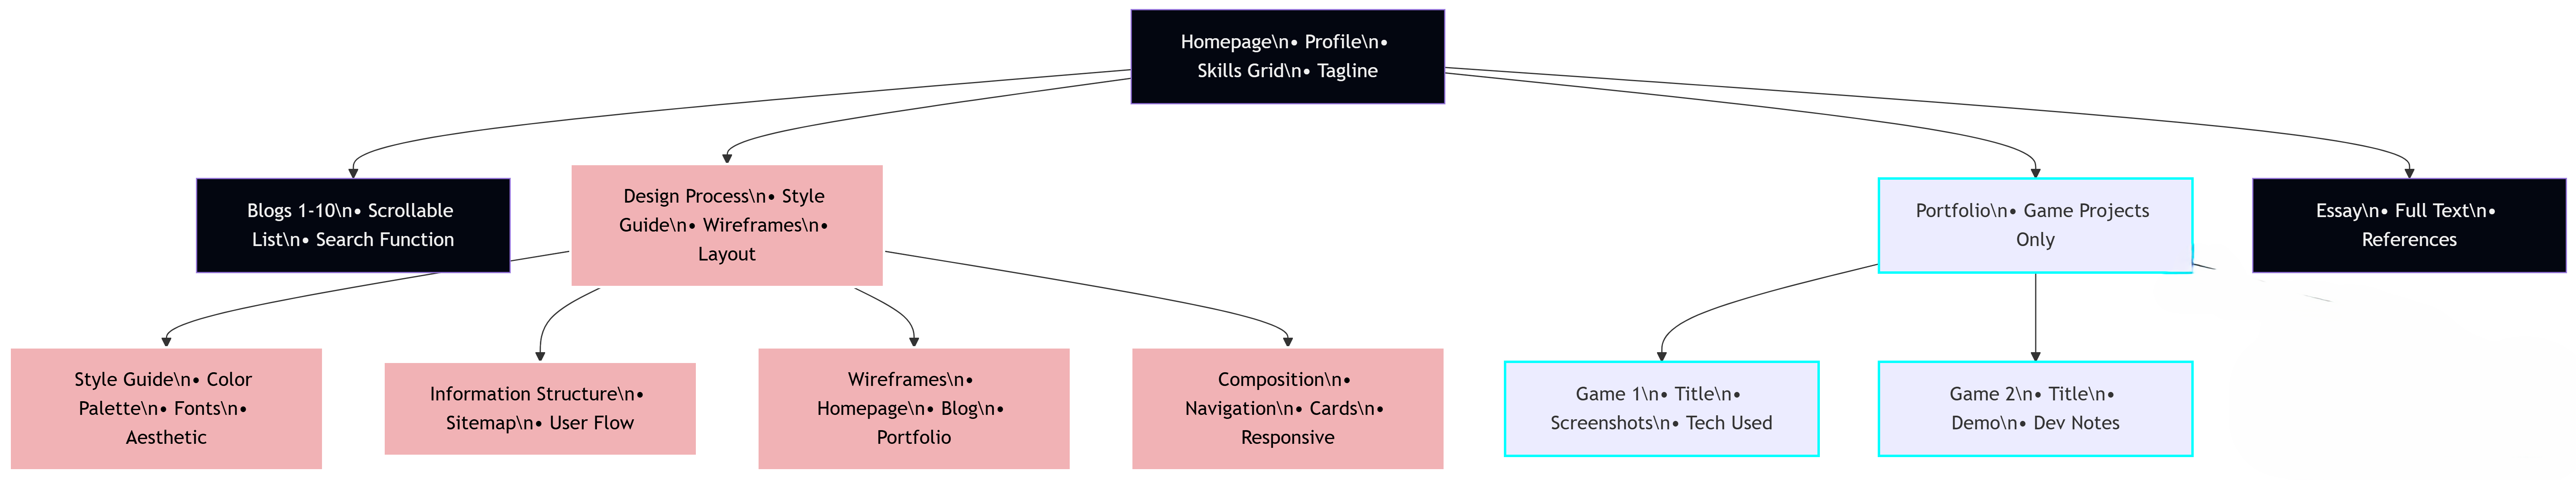 Homepage\n• Profile\n•
Skills Grid\n• Tagline
Blogs 1-10\n• Scrollable
List\n• Search Function
Design Process\n• Style
Guide\n• Wireframes\n•
Layout
Portfolio\n• Game Projects
Only
Essay\n• Full Text\n•
References
Style Guide\n• Color
Palette\n• Fonts\n•
Aesthetic
Information Structure\n•
Sitemap\n• User Flow
Wireframes\n•
Homepage\n• Blog\n•
Portfolio
Composition\n•
Navigation\n• Cards\n•
Responsive
Game 1\n• Title\n•
Screenshots\n• Tech Used
Game 2\n• Title\n•
Demo\n• Dev Notes